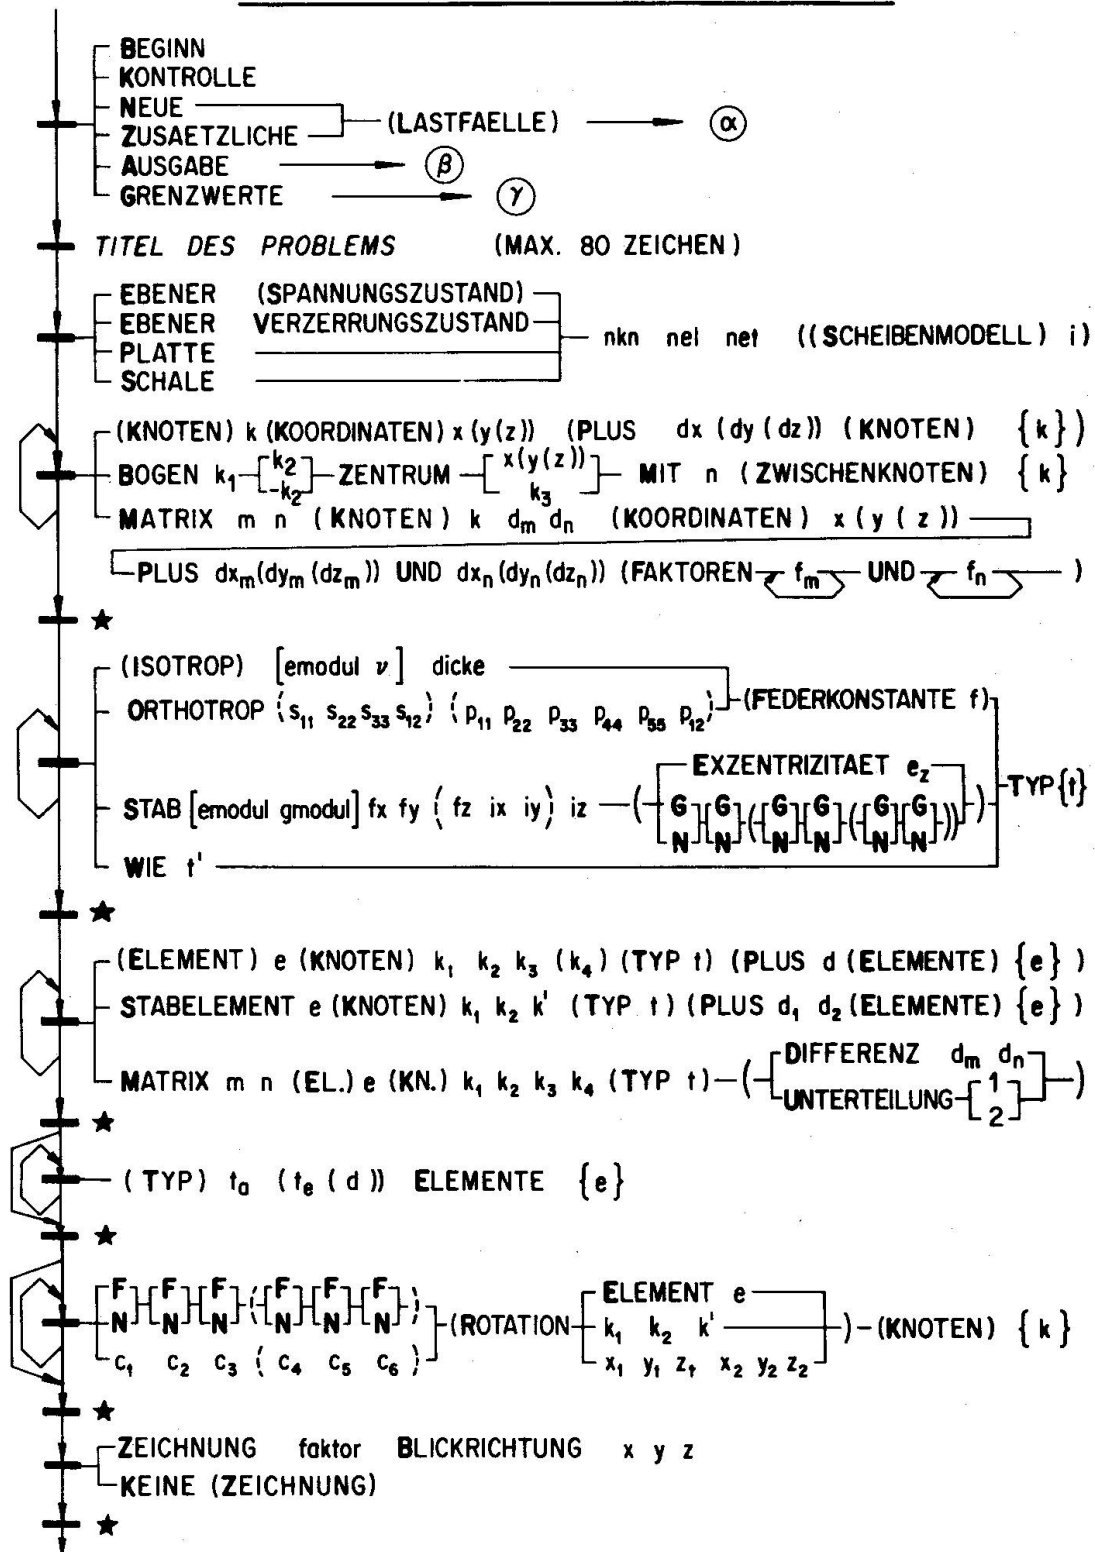 BEGINN
KONTROLLE
NEUE
ZUSAETZLICHE
(LASTFAELLE) α
AUSGABE β
GRENZWERTE γ
TITEL DES PROBLEMS (MAX. 80 ZEICHEN)
EBENER (SPANNUNGSZUSTAND)
EBENER VERZERRUNGSZUSTAND
nkn nel net ((SCHEIBENMODELL) i)
PLATTE
SCHALE
(KNOTEN) k (KOORDINATEN) x (y(z)) (PLUS dx (dy (dz)) (KNOTEN) {k})
BOGEN k₁ k₂ -k₂ ZENTRUM x(y(z)) k₃ MIT n (ZWISCHENKNOTEN) {k}
MATRIX m n (KNOTEN) k dₘ dₙ (KOORDINATEN) x (y (z))
PLUS dxₘ(dyₘ(dzₘ)) UND dxₙ(dyₙ(dzₙ)) (FAKTOREN fₘ UND fₙ )
★
(ISOTROP) [emodul ν] dicke
ORTHOTROP (s₁₁ s₂₂ s₃₃ s₁₂) (p₁₁ p₂₂ p₃₃ p₄₄ p₅₅ p₁₂) (FEDERKONSTANTE f)
EXZENTRIZITAET e_z
TYP{t}
STAB [emodul gmodul] fx fy (fz ix iy) iz ( G G ( G G ( G G )) )
N N N N N N
WIE t'
★
(ELEMENT) e (KNOTEN) k₁ k₂ k₃ (k₄) (TYP t) (PLUS d (ELEMENTE) {e} )
STABELEMENT e (KNOTEN) k₁ k₂ k' (TYP t) (PLUS d₁ d₂ (ELEMENTE) {e} )
DIFFERENZ dₘ dₙ
MATRIX m n (EL.) e (KN.) k₁ k₂ k₃ k₄ (TYP t) ( )
UNTERTEILUNG 1 2
★
(TYP) tₐ (tₑ (d)) ELEMENTE {e}
★
F F F ( F F F )
N N N N N N
c₁ c₂ c₃ ( c₄ c₅ c₆ )
(ROTATION
ELEMENT e
k₁ k₂ k'
x₁ y₁ z₁ x₂ y₂ z₂
) (KNOTEN) {k}
★
ZEICHNUNG faktor BLICKRICHTUNG x y z
KEINE (ZEICHNUNG)
★